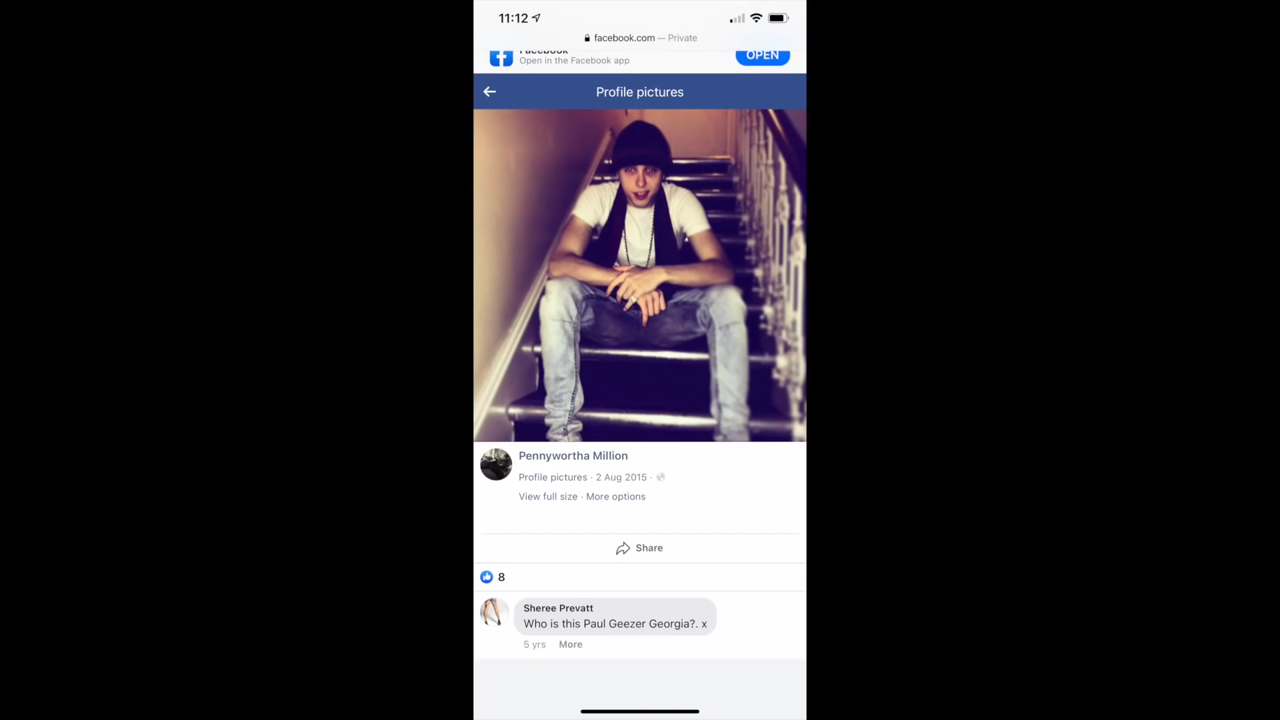 11:12
facebook.com — Private
Facebook
Open in the Facebook app
OPEN
Profile pictures
Pennywortha Million
Profile pictures · 2 Aug 2015 ·
View full size · More options
Share
8
Sheree Prevatt
Who is this Paul Geezer Georgia?. x
5 yrs More